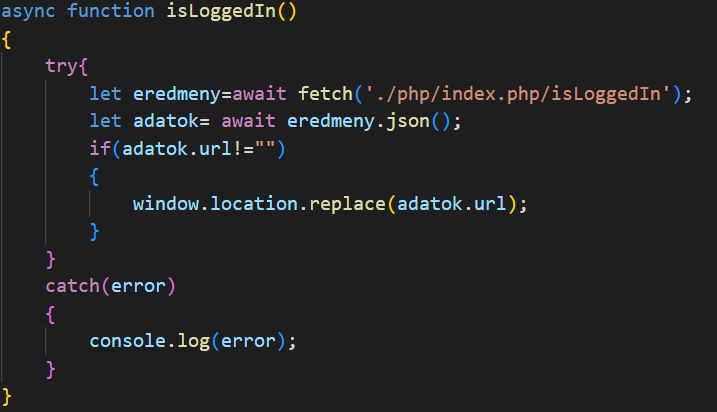 async function isLoggedIn()
{
try{
let eredmeny=await fetch('./php/index.php/isLoggedIn');
let adatok= await eredmeny.json();
if(adatok.url!="")
{
window.location.replace(adatok.url);
}
}
catch(error)
{
console.log(error);
}
}